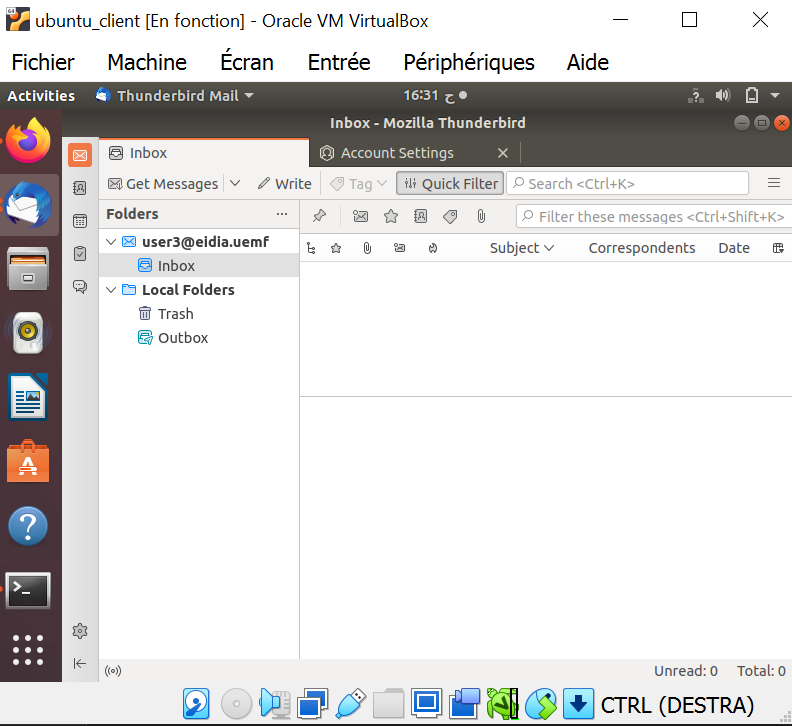 ubuntu_client [En fonction] - Oracle VM VirtualBox
Fichier Machine Écran Entrée Périphériques Aide
Activities Thunderbird Mail 16:31 ح
Inbox - Mozilla Thunderbird
Inbox Account Settings
Get Messages Write Tag Quick Filter Search <Ctrl+K>
Folders Filter these messages <Ctrl+Shift+K>
user3@eidia.uemf Subject Correspondents Date
Inbox
Local Folders
Trash
Outbox
Unread: 0 Total: 0
CTRL (DESTRA)